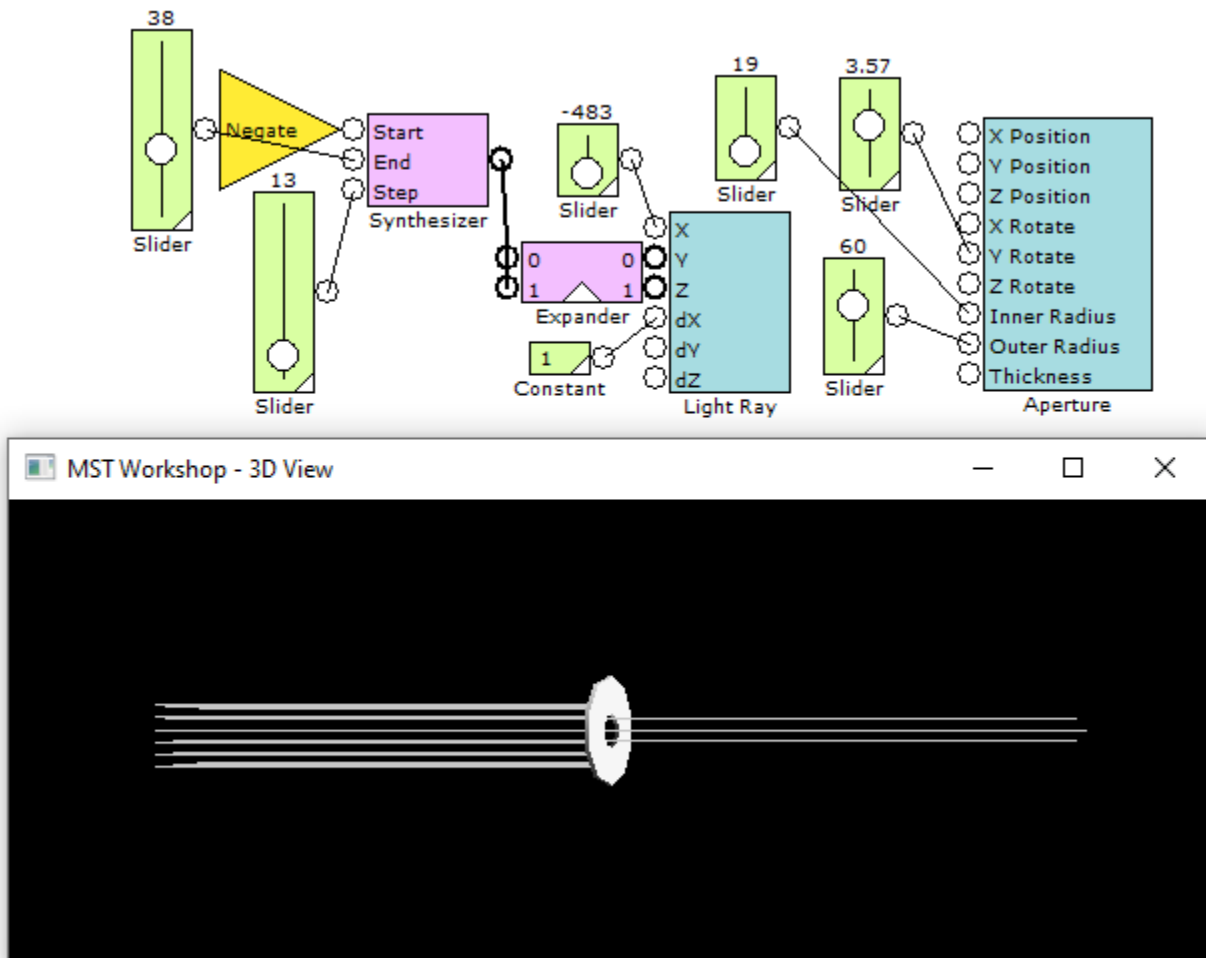 38
Slider
Negate
13
Slider
Start
End
Step
Synthesizer
-483
Slider
0 0
1 1
Expander
1
Constant
X
Y
Z
dX
dY
dZ
Light Ray
19
Slider
3.57
Slider
60
Slider
X Position
Y Position
Z Position
X Rotate
Y Rotate
Z Rotate
Inner Radius
Outer Radius
Thickness
Aperture
MST Workshop - 3D View